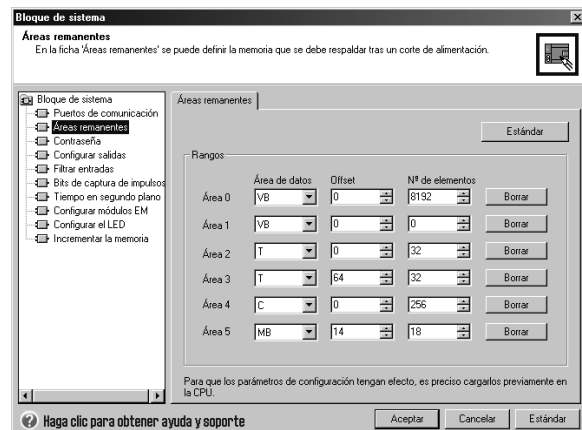 Bloque de sistema
Áreas remanentes
En la ficha 'Áreas remanentes' se puede definir la memoria que se debe respaldar tras un corte de alimentación.
Bloque de sistema
Puertos de comunicación
Áreas remanentes
Contraseña
Configurar salidas
Filtrar entradas
Bits de captura de impulsos
Tiempo en segundo plano
Configurar módulos EM
Configurar el LED
Incrementar la memoria
Áreas remanentes
Estándar
Rangos
Área de datos Offset Nº de elementos
Área 0 VB 0 8192 Borrar
Área 1 VB 0 0 Borrar
Área 2 T 0 32 Borrar
Área 3 T 64 32 Borrar
Área 4 C 0 256 Borrar
Área 5 MB 14 18 Borrar
Para que los parámetros de configuración tengan efecto, es preciso cargarlos previamente en
la CPU.
Haga clic para obtener ayuda y soporte
Aceptar Cancelar Estándar